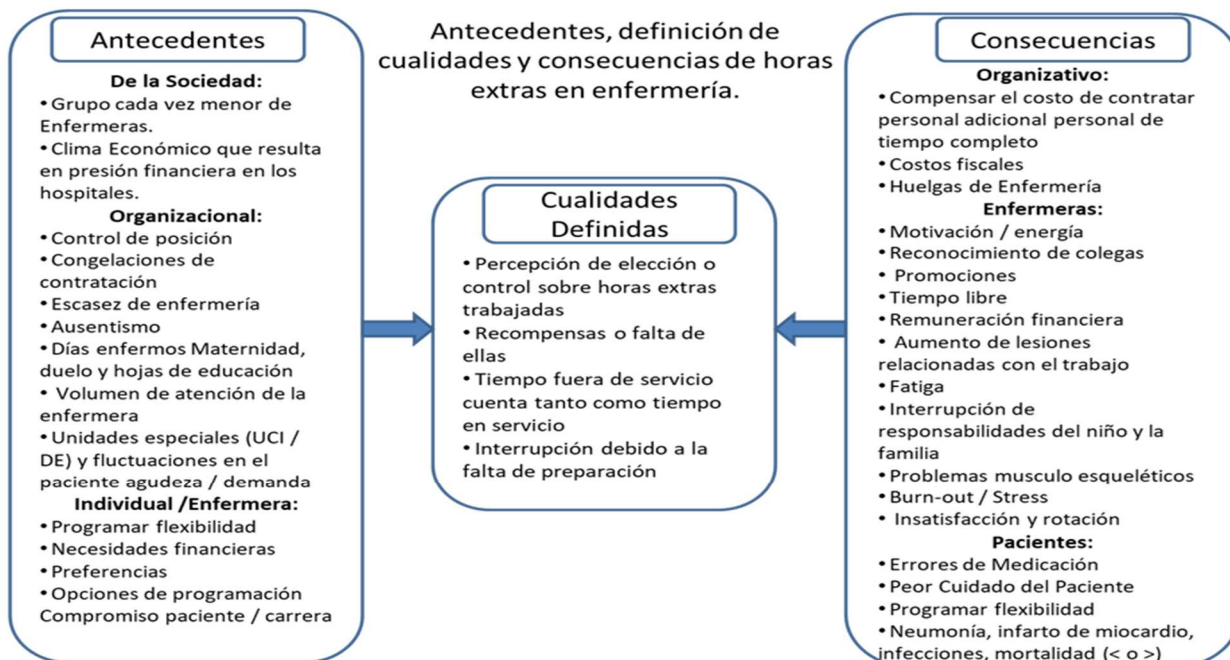 Antecedentes
De la Sociedad:
• Grupo cada vez menor de
Enfermeras.
• Clima Económico que resulta
en presión financiera en los
hospitales.
Organizacional:
• Control de posición
• Congelaciones de
contratación
• Escasez de enfermería
• Ausentismo
• Días enfermos Maternidad,
duelo y hojas de educación
• Volumen de atención de la
enfermera
• Unidades especiales (UCI /
DE) y fluctuaciones en el
paciente agudeza / demanda
Individual /Enfermera:
• Programar flexibilidad
• Necesidades financieras
• Preferencias
• Opciones de programación
Compromiso paciente / carrera
Antecedentes, definición de
cualidades y consecuencias de horas
extras en enfermería.
Cualidades
Definidas
• Percepción de elección o
control sobre horas extras
trabajadas
• Recompensas o falta de
ellas
• Tiempo fuera de servicio
cuenta tanto como tiempo
en servicio
• Interrupción debido a la
falta de preparación
Consecuencias
Organizativo:
• Compensar el costo de contratar
personal adicional personal de
tiempo completo
• Costos fiscales
• Huelgas de Enfermería
Enfermeras:
• Motivación / energía
• Reconocimiento de colegas
• Promociones
• Tiempo libre
• Remuneración financiera
• Aumento de lesiones
relacionadas con el trabajo
• Fatiga
• Interrupción de
responsabilidades del niño y la
familia
• Problemas musculo esqueléticos
• Burn-out / Stress
• Insatisfacción y rotación
Pacientes:
• Errores de Medicación
• Peor Cuidado del Paciente
• Programar flexibilidad
• Neumonía, infarto de miocardio,
infecciones, mortalidad (< o >)